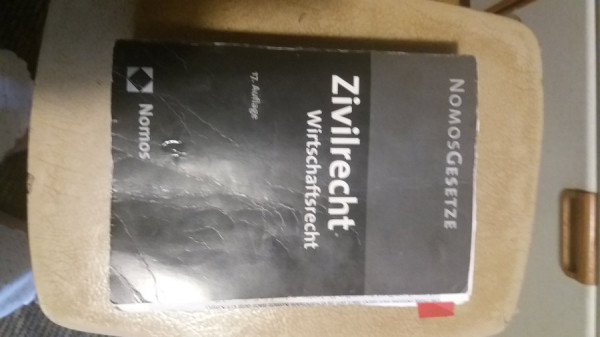 NOMOSGESETZE
Zivilrecht
Wirtschaftsrecht
17. Auflage
Nomos